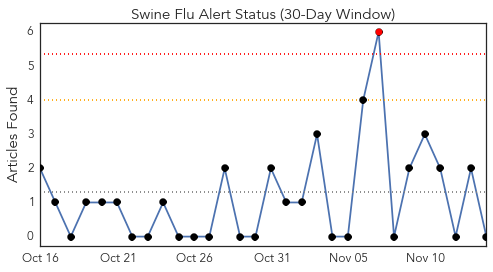 Swine Flu Alert Status (30-Day Window)
Articles Found
6
5
4
3
2
1
0
Oct 16 Oct 21 Oct 26 Oct 31 Nov 05 Nov 10